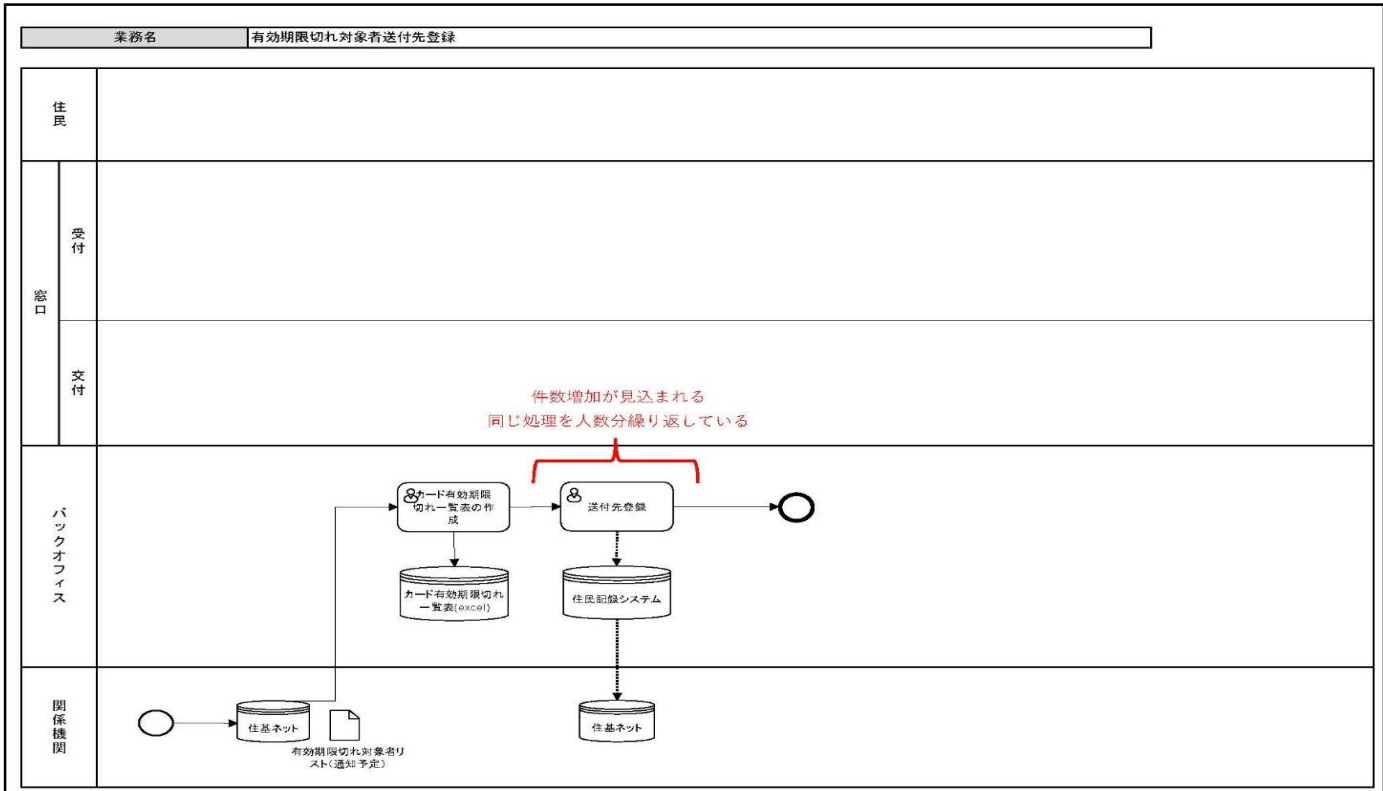 業務名
有効期限切れ対象者送付先登録
住民
窓口
受付
交付
件数増加が見込まれる
同じ処理を人数分繰り返している
バックオフィス
カード有効期限
切れ一覧表の作
成
送付先登録
カード有効期限切れ
一覧表(excel)
住民記録システム
関係機関
住基ネット
有効期限切れ対象者リ
スト(通知予定)
住基ネット